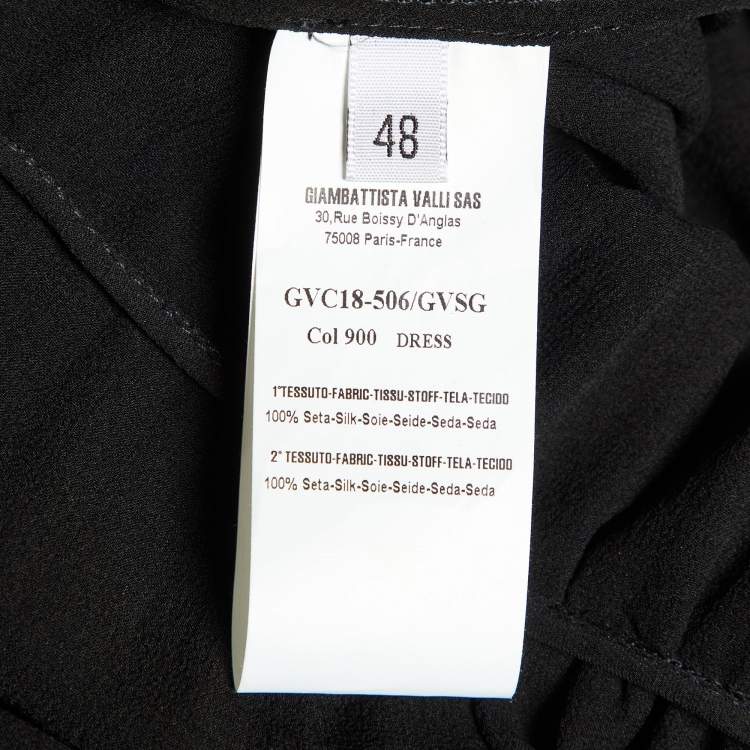 48
GIAMBATTISTA VALLI SAS
30,Rue Boissy D'Anglas
75008 Paris-France
GVC18-506/GVSG
Col 900 DRESS
1°TESSUTO-FABRIC-TISSU-STOFF-TELA-TECIDO
100% Seta-Silk-Soie-Seide-Seda-Seda
2° TESSUTO-FABRIC-TISSU-STOFF-TELA-TECIDO
100% Seta-Silk-Soie-Seide-Seda-Seda